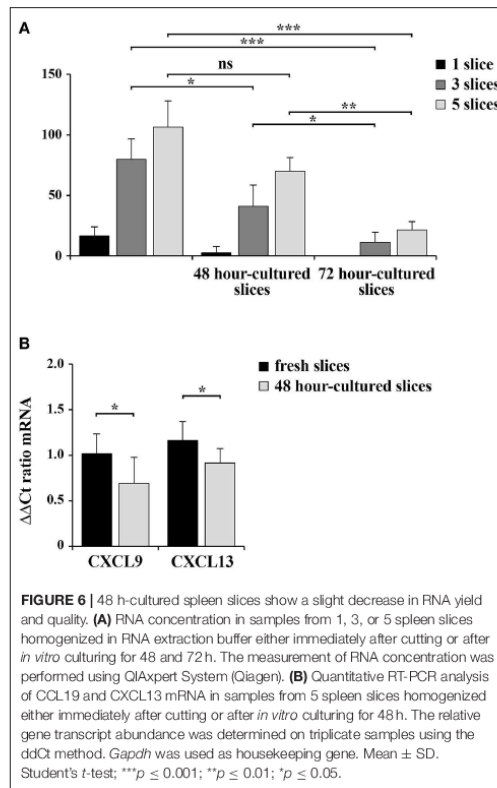 A
***
***
ns
*
**
*
1 slice
3 slices
5 slices
150
100
50
0
48 hour-cultured slices
72 hour-cultured slices
B
fresh slices
48 hour-cultured slices
ΔΔCt ratio mRNA
2.0
1.5
1.0
0.5
0
*
*
CXCL9
CXCL13
FIGURE 6 | 48 h-cultured spleen slices show a slight decrease in RNA yield
and quality. (A) RNA concentration in samples from 1, 3, or 5 spleen slices
homogenized in RNA extraction buffer either immediately after cutting or after
in vitro culturing for 48 and 72 h. The measurement of RNA concentration was
performed using QIAxpert System (Qiagen). (B) Quantitative RT-PCR analysis
of CCL19 and CXCL13 mRNA in samples from 5 spleen slices homogenized
either immediately after cutting or after in vitro culturing for 48 h. The relative
gene transcript abundance was determined on triplicate samples using the
ddCt method. Gapdh was used as housekeeping gene. Mean ± SD.
Student's t-test; ***p ≤ 0.001; **p ≤ 0.01; *p ≤ 0.05.